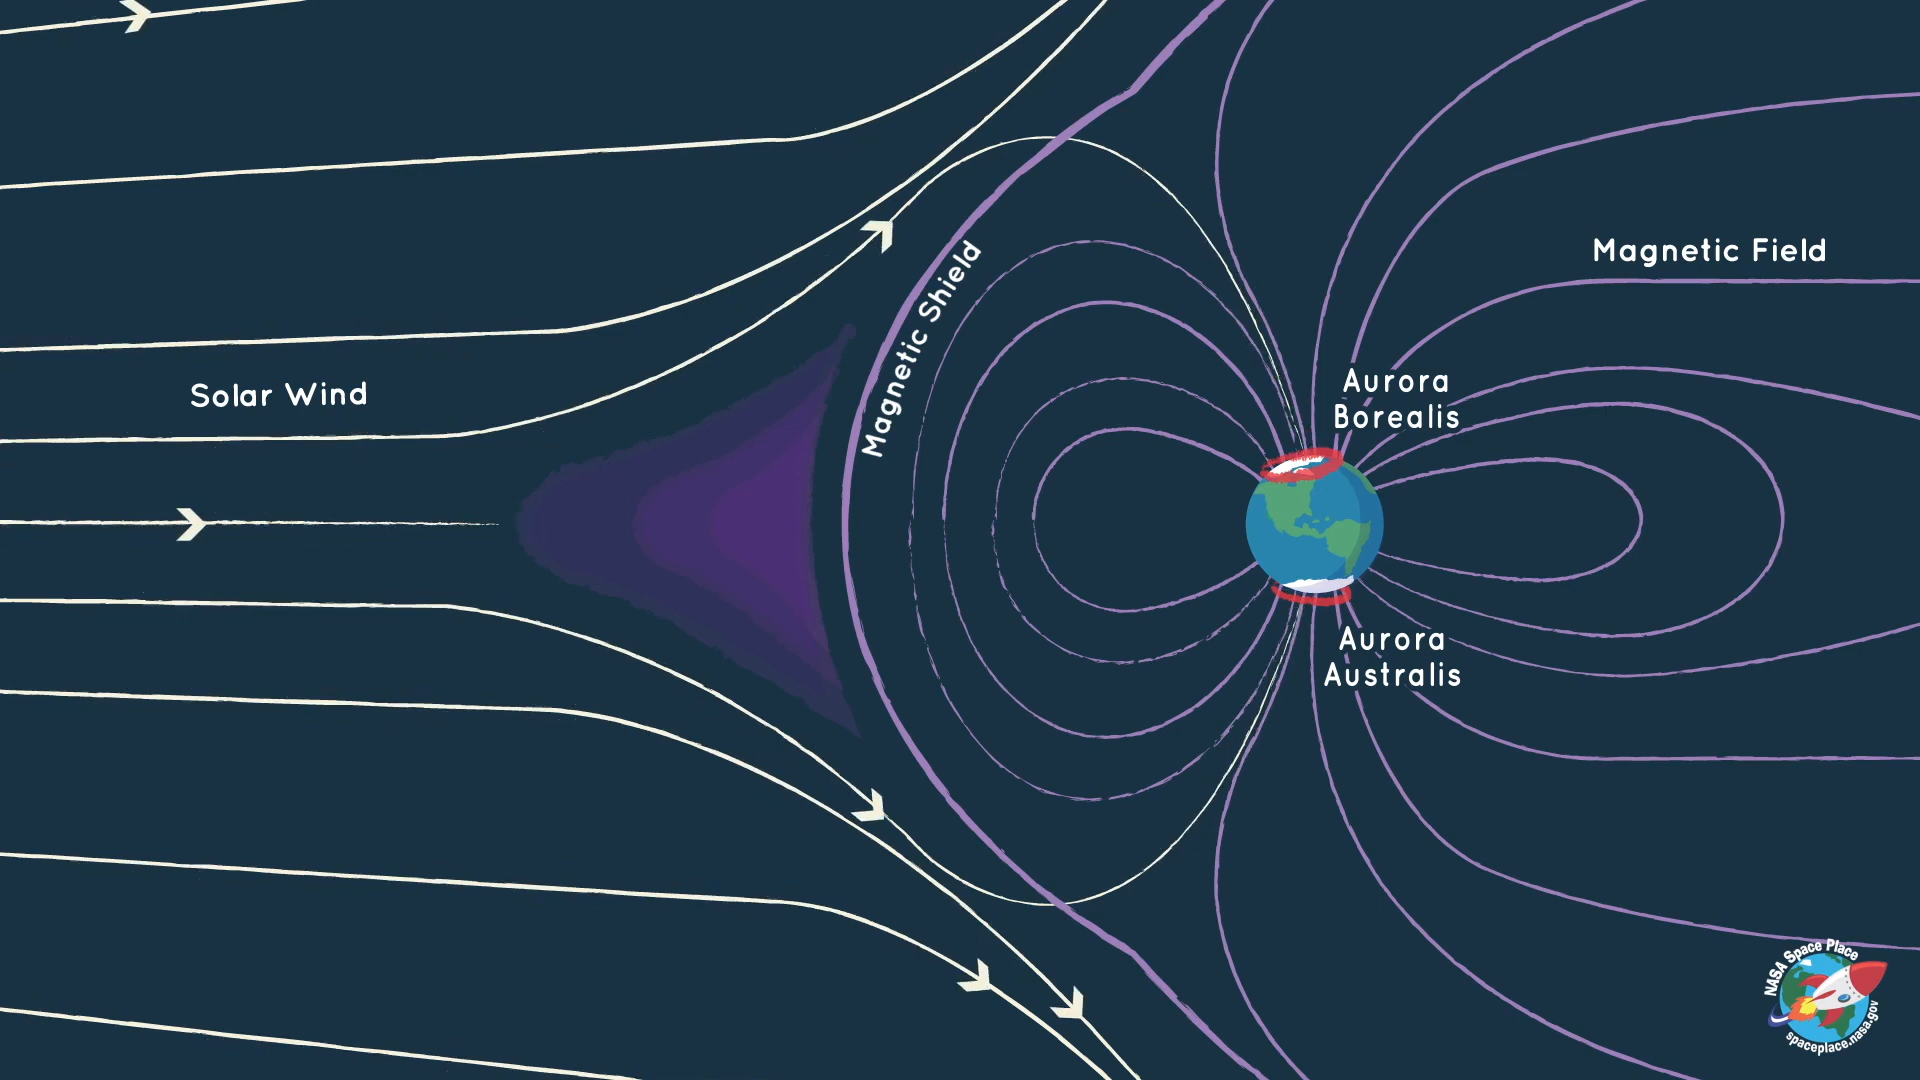 Magnetic Shield
Magnetic Field
Solar Wind
Aurora
Borealis
Aurora
Australis
NASA Space Place
spaceplace.nasa.gov